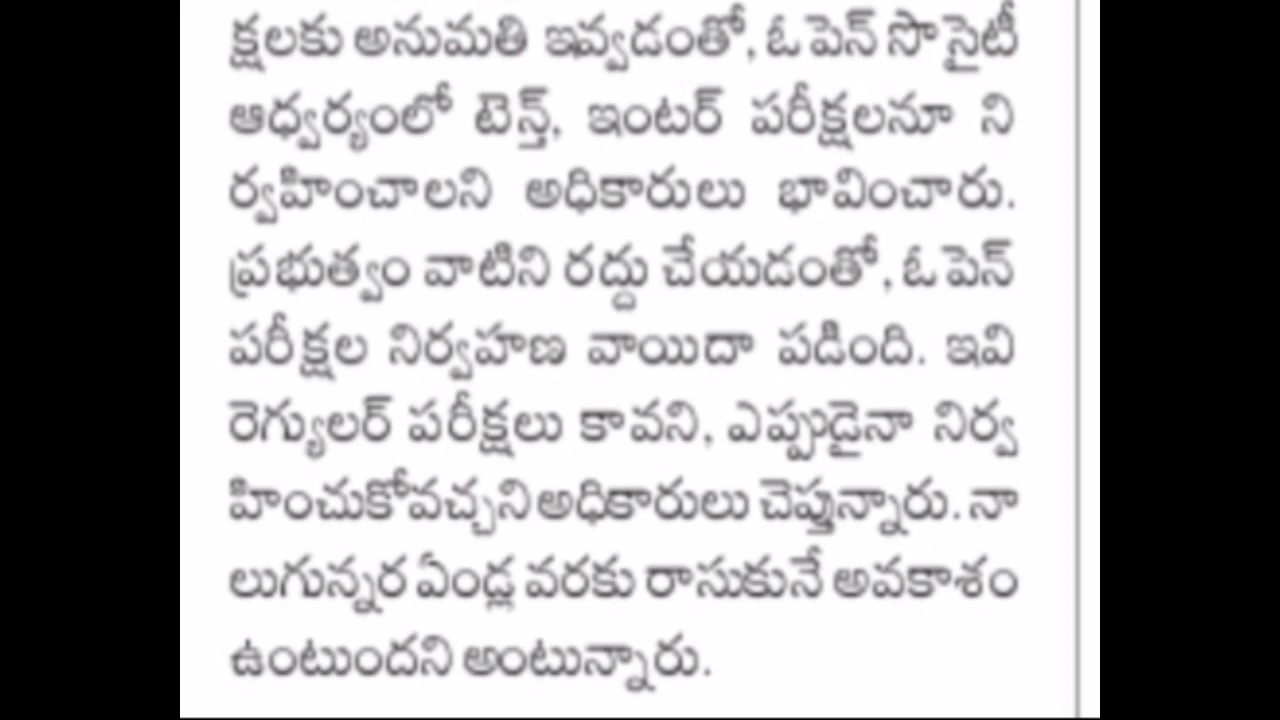 క్షలకు అనుమతి ఇవ్వడంతో, ఓపెన్ సొసైటీ
ఆధ్వర్యంలో టెన్త్, ఇంటర్ పరీక్షలనూ ని
ర్వహించాలని అధికారులు భావించారు.
ప్రభుత్వం వాటిని రద్దు చేయడంతో, ఓపెన్
పరీక్షల నిర్వహణ వాయిదా పడింది. ఇవి
రెగ్యులర్ పరీక్షలు కావని, ఎప్పుడైనా నిర్వ
హించుకోవచ్చని అధికారులు చెప్తున్నారు. నా
లుగున్నర ఏండ్ల వరకు రాసుకునే అవకాశం
ఉంటుందని అంటున్నారు.